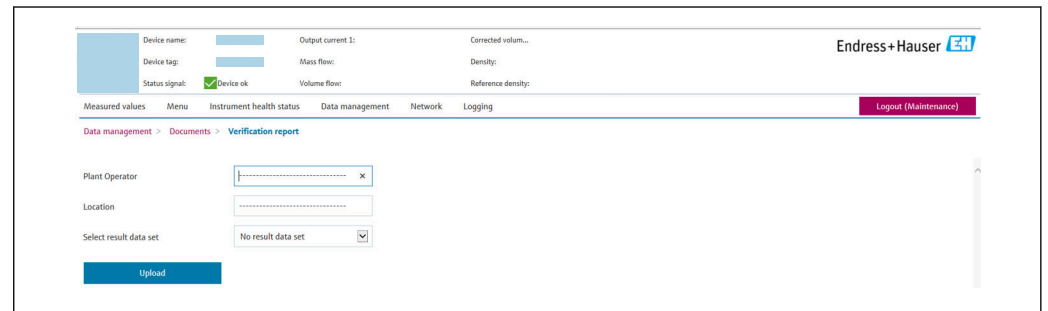 Device name: Output current 1: Corrected volum...
Endress+Hauser EH
Device tag: Mass flow: Density:
Status signal: Device ok Volume flow: Reference density:
Measured values Menu Instrument health status Data management Network Logging Logout (Maintenance)
Data management > Documents > Verification report
Plant Operator ------------------------------- ×
Location -------------------------------
Select result data set No result data set
Upload